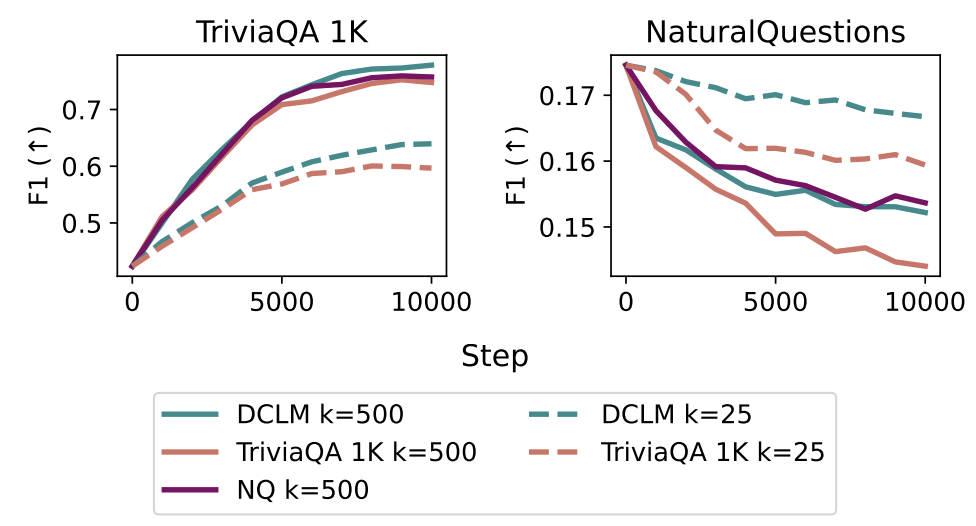 TriviaQA 1K
NaturalQuestions
F1 (↑)
0.7
0.6
0.5
0
5000
10000
F1 (↑)
0.17
0.16
0.15
0
5000
10000
Step
DCLM k=500
TriviaQA 1K k=500
NQ k=500
DCLM k=25
TriviaQA 1K k=25